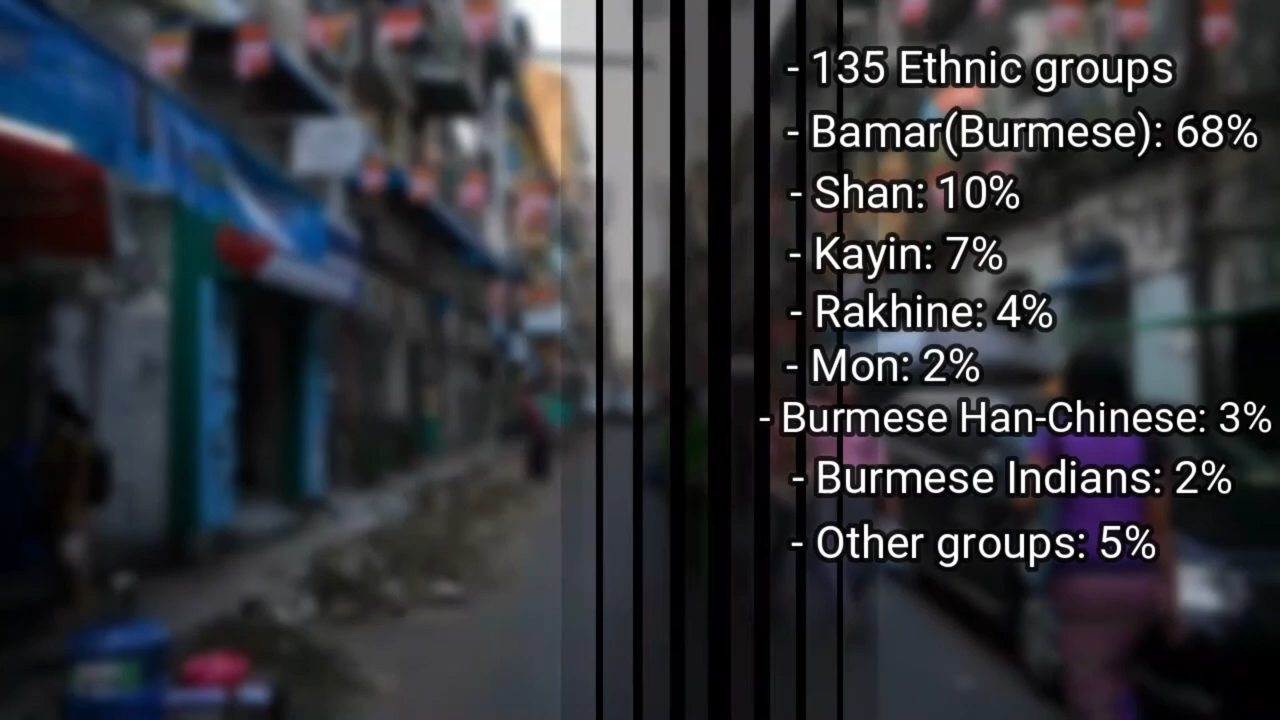 - 135 Ethnic groups
- Bamar(Burmese): 68%
- Shan: 10%
- Kayin: 7%
- Rakhine: 4%
- Mon: 2%
- Burmese Han-Chinese: 3%
- Burmese Indians: 2%
- Other groups: 5%